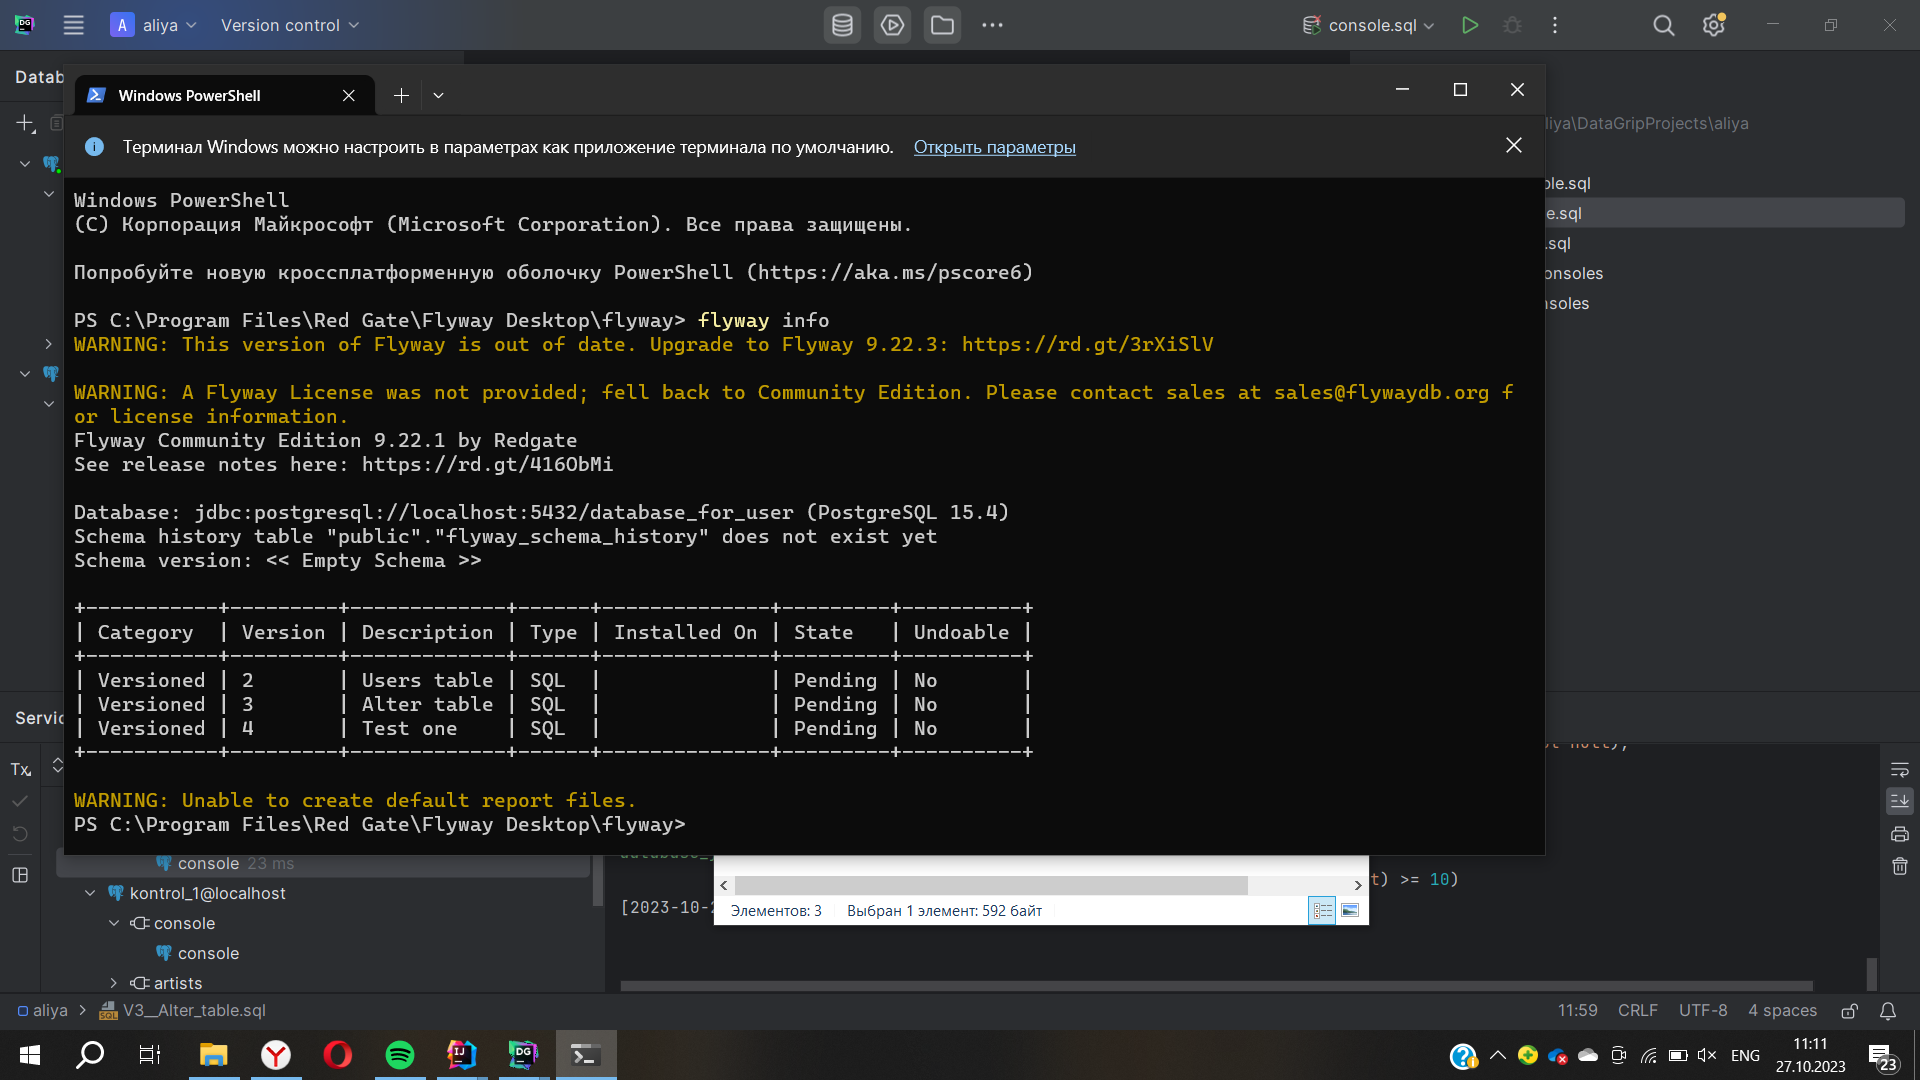 A aliya Version control
console.sql
Datab
Windows PowerShell
liya\DataGripProjects\aliya
Терминал Windows можно настроить в параметрах как приложение терминала по умолчанию. Открыть параметры
Windows PowerShell
(C) Корпорация Майкрософт (Microsoft Corporation). Все права защищены.
Попробуйте новую кроссплатформенную оболочку PowerShell (https://aka.ms/pscore6)
PS C:\Program Files\Red Gate\Flyway Desktop\flyway> flyway info
WARNING: This version of Flyway is out of date. Upgrade to Flyway 9.22.3: https://rd.gt/3rXiSlV
WARNING: A Flyway License was not provided; fell back to Community Edition. Please contact sales at sales@flywaydb.org f
or license information.
Flyway Community Edition 9.22.1 by Redgate
See release notes here: https://rd.gt/416ObMi
Database: jdbc:postgresql://localhost:5432/database_for_user (PostgreSQL 15.4)
Schema history table "public"."flyway_schema_history" does not exist yet
Schema version: << Empty Schema >>
+-----------+---------+-------------+------+--------------+---------+----------+
| Category  | Version | Description | Type | Installed On | State   | Undoable |
+-----------+---------+-------------+------+--------------+---------+----------+
| Versioned | 2       | Users table | SQL  |              | Pending | No       |
| Versioned | 3       | Alter table | SQL  |              | Pending | No       |
| Versioned | 4       | Test one    | SQL  |              | Pending | No       |
+-----------+---------+-------------+------+--------------+---------+----------+
WARNING: Unable to create default report files.
PS C:\Program Files\Red Gate\Flyway Desktop\flyway>
ole.sql
e.sql
.sql
onsoles
nsoles
Servic
Tx
console 23 ms
kontrol_1@localhost
console
console
artists
t) >= 10)
[2023-10-2
Элементов: 3 Выбран 1 элемент: 592 байт
aliya > V3__Alter_table.sql
11:59 CRLF UTF-8 4 spaces
ENG
11:11
27.10.2023
23